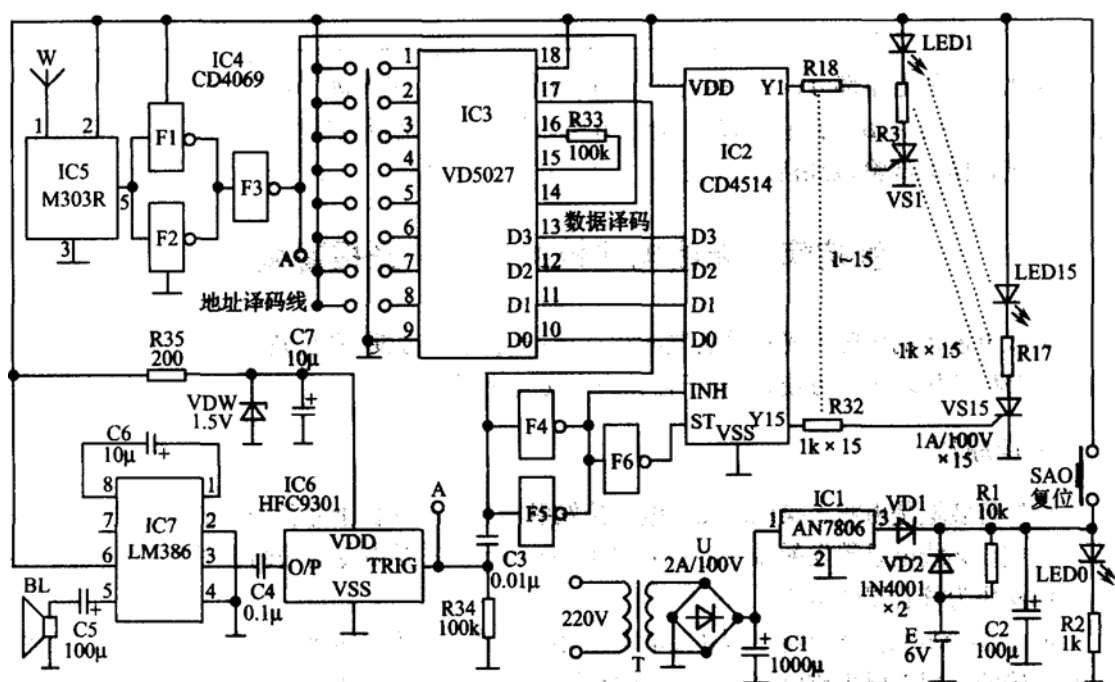 W
1
2
IC5
M303R
5
3
IC4
CD4069
F1
F2
F3
A
地址译码线
1
2
3
4
5
6
7
8
9
IC3
VD5027
18
17
16
15
14
13
12
11
10
R33
100k
数据译码
D3
D2
D1
D0
VDD
Y1
IC2
CD4514
D3
D2
D1
D0
INH
ST
VSS
Y15
R18
1~15
R32
1k×15
LED1
R3
VS1
LED15
1k×15
R17
VS15
1A/100V
×15
R35
200
C7
10μ
VDW
1.5V
C6
10μ
8
7
6
5
IC7
LM386
1
2
3
4
BL
C5
100μ
C4
0.1μ
IC6
HFC9301
VDD
O/P
TRIG
VSS
A
C3
0.01μ
R34
100k
F4
F5
F6
220V
T
U
2A/100V
C1
1000μ
IC1
1
AN7806
3
2
VD1
VD2
1N4001
×2
R1
10k
E
6V
C2
100μ
SAO
复位
LED0
R2
1k